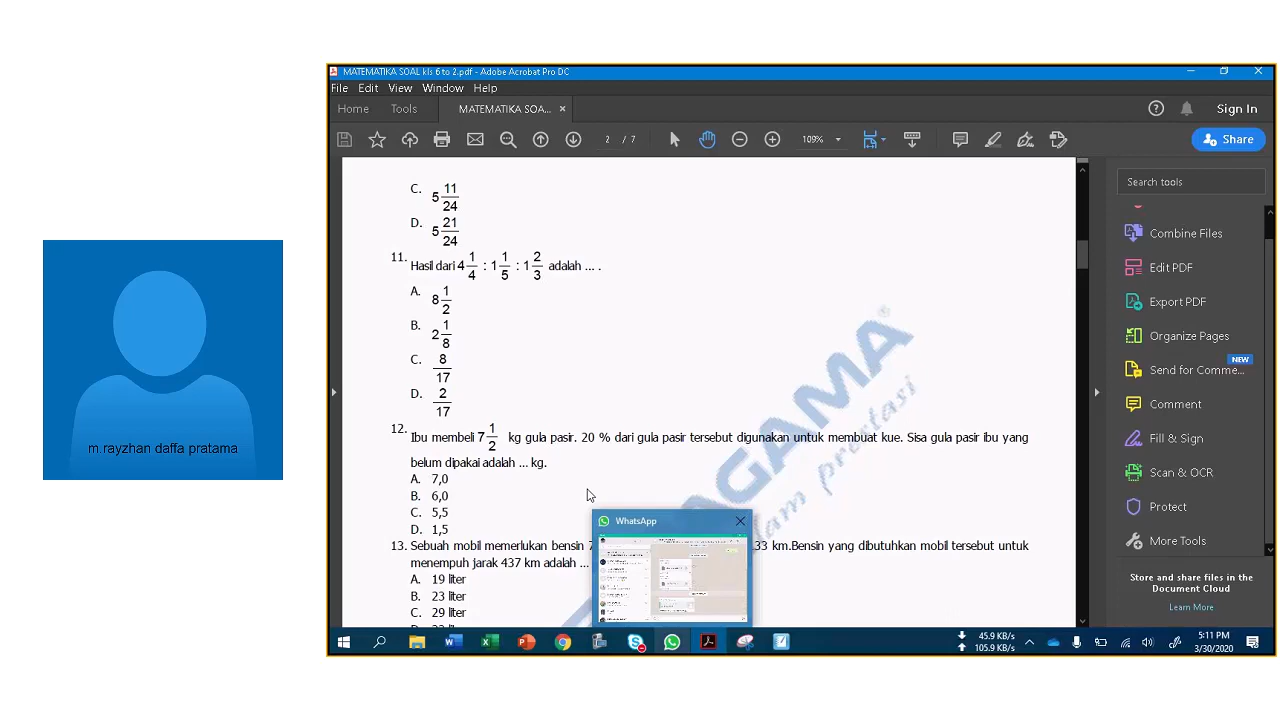 MATEMATIKA SOAL kls 6 to 2.pdf - Adobe Acrobat Pro DC
File Edit View Window Help
Home Tools MATEMATIKA SOA... × Sign In
2 / 7 109% Share
Search tools
Combine Files
Edit PDF
Export PDF
Organize Pages
NEW
Send for Comme...
Comment
Fill & Sign
Scan & OCR
Protect
More Tools
Store and share files in the
Document Cloud
Learn More
C. 5 11/24
D. 5 21/24
11. Hasil dari 4 1/4 : 1 1/5 : 1 2/3 adalah ... .
A. 8 1/2
B. 2 1/8
C. 8/17
D. 2/17
12. Ibu membeli 7 1/2 kg gula pasir. 20 % dari gula pasir tersebut digunakan untuk membuat kue. Sisa gula pasir ibu yang
belum dipakai adalah ... kg.
A. 7,0
B. 6,0
C. 5,5
D. 1,5
13. Sebuah mobil memerlukan bensin 7 33 km.Bensin yang dibutuhkan mobil tersebut untuk
menempuh jarak 437 km adalah ...
A. 19 liter
B. 23 liter
C. 29 liter
AGAMA
dalam prestasi
WhatsApp
m.rayzhan daffa pratama
45.9 KB/s
105.9 KB/s
5:11 PM
3/30/2020